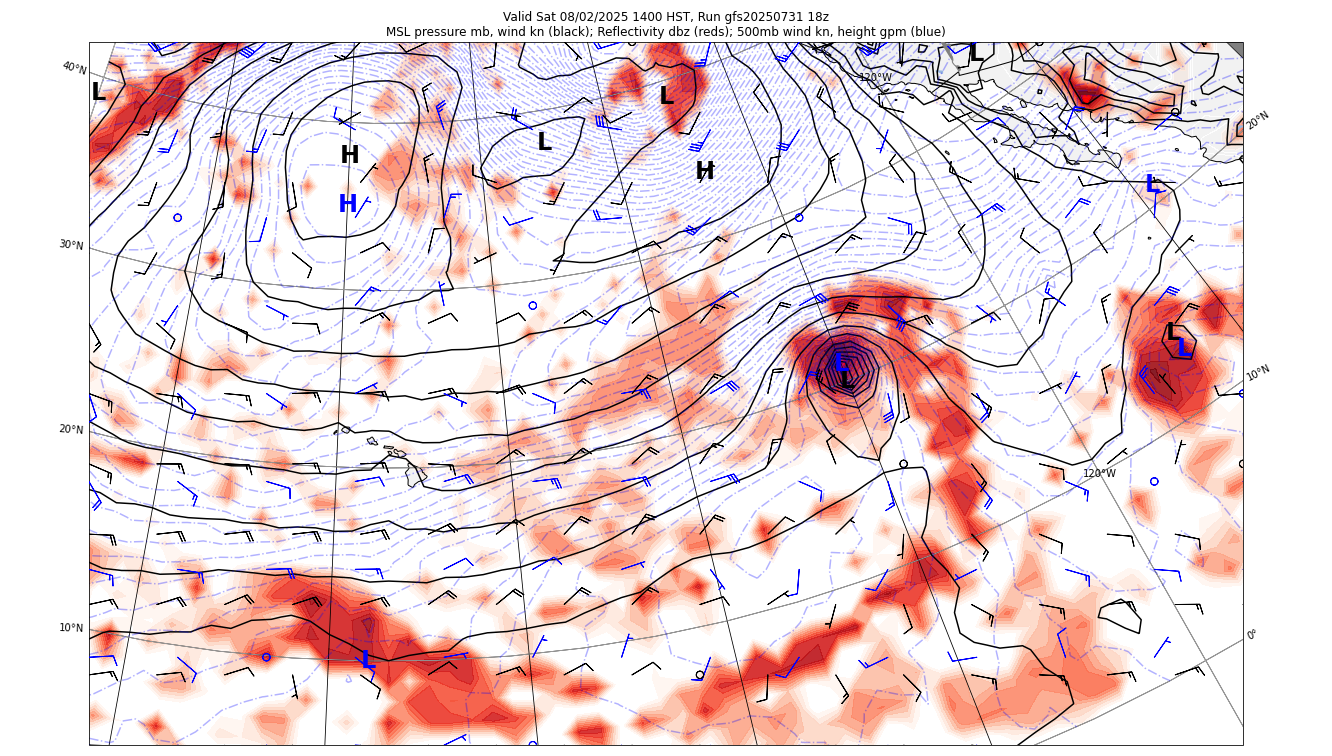 Valid Sat 08/02/2025 1400 HST, Run gfs20250731 18z
MSL pressure mb, wind kn (black); Reflectivity dbz (reds); 500mb wind kn, height gpm (blue)
L
40°N
120°W
L
L
20°N
L
H
H
L
H
30°N
L
L
L
L
10°N
20°N
120°W
10°N
0°
L